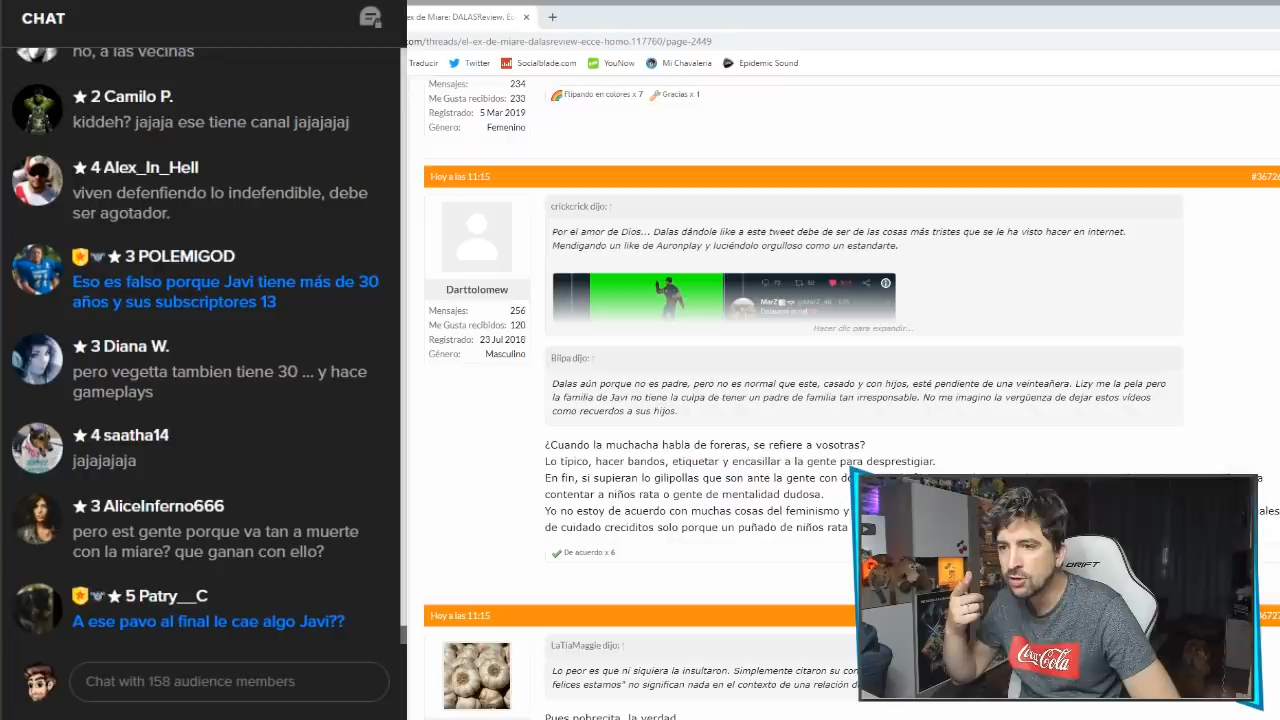 CHAT
no, a las vecinas
★ 2 Camilo P.
kiddeh? jajaja ese tiene canal jajajajaj
★ 4 Alex_In_Hell
viven defenfiendo lo indefendible, debe
ser agotador.
★ 3 POLEMIGOD
Eso es falso porque Javi tiene más de 30
años y sus subscriptores 13
★ 3 Diana W.
pero vegetta tambien tiene 30 ... y hace
gameplays
★ 4 saatha14
jajajajaja
★ 3 AliceInferno666
pero est gente porque va tan a muerte
con la miare? que ganan con ello?
★ 5 Patry___C
A ese pavo al final le cae algo Javi??
Chat with 158 audience members
ex de Miare: DALASReview. Ec
com/threads/el-ex-de-miare-dalasreview-ecce-homo.117760/page-2449
Traducir Twitter Socialblade.com YouNow Mi Chavaleria Epidemic Sound
Mensajes: 234
Me Gusta recibidos: 233
Registrado: 5 Mar 2019
Género: Femenino
Flipando en colores x 7 Gracias x 1
Hoy a las 11:15 #36726
Darttolomew
Mensajes: 256
Me Gusta recibidos: 120
Registrado: 23 Jul 2018
Género: Masculino
crickcrick dijo: ↑
Por el amor de Dios... Dalas dándole like a este tweet debe de ser de las cosas más tristes que se le ha visto hacer en internet.
Mendigando un like de Auronplay y luciéndolo orgulloso como un estandarte.
Hacer clic para expandir...
Blipa dijo: ↑
Dalas aún porque no es padre, pero no es normal que este, casado y con hijos, esté pendiente de una veinteañera. Lizy me la pela pero
la familia de Javi no tiene la culpa de tener un padre de familia tan irresponsable. No me imagino la vergüenza de dejar estos vídeos
como recuerdos a sus hijos.
¿Cuando la muchacha habla de foreras, se refiere a vosotras?
Lo típico, hacer bandos, etiquetar y encasillar a la gente para desprestigiar.
En fin, si supieran lo gilipollas que son ante la gente con do
contentar a niños rata o gente de mentalidad dudosa.
Yo no estoy de acuerdo con muchas cosas del feminismo y
de cuidado creciditos solo porque un puñado de niños rata
De acuerdo x 6
Hoy a las 11:15 36727
LaTíaMaggie dijo: ↑
Lo peor es que ni siquiera la insultaron. Simplemente citaron su con
felices estamos" no significan nada en el contexto de una relación d
Pues pobrecita, la verdad.
DRIFT
Coca-Cola